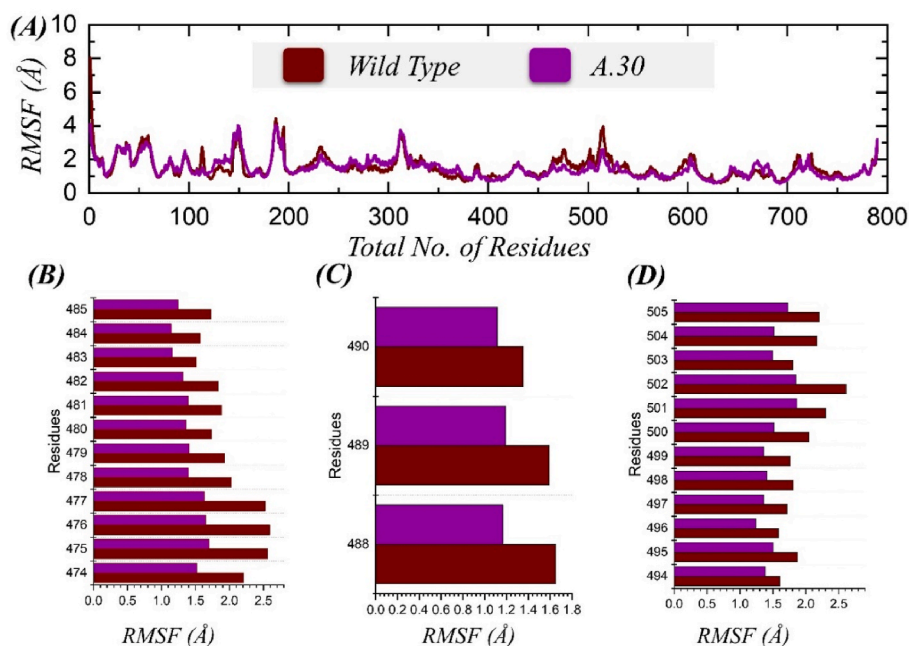 (A)
10
8
6
4
2
0
RMSF (Å)
Wild Type
A.30
0 100 200 300 400 500 600 700 800
Total No. of Residues
(B)
485
484
483
482
481
480
479
478
477
476
475
474
Residues
0.0 0.5 1.0 1.5 2.0 2.5
RMSF (Å)
(C)
490
489
488
Residues
0.0 0.2 0.4 0.6 0.8 1.0 1.2 1.4 1.6 1.8
RMSF (Å)
(D)
505
504
503
502
501
500
499
498
497
496
495
494
Residues
0.0 0.5 1.0 1.5 2.0 2.5
RMSF (Å)